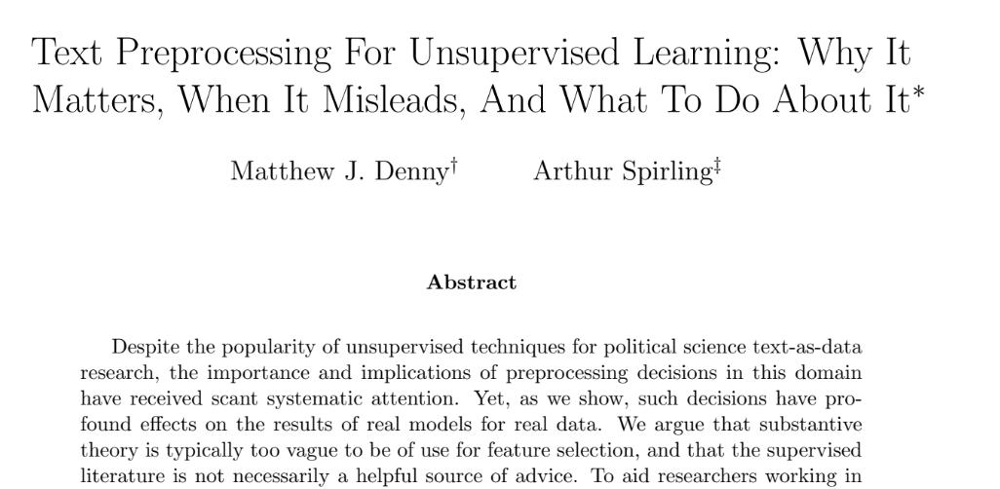 Text Preprocessing For Unsupervised Learning: Why It
Matters, When It Misleads, And What To Do About It*
Matthew J. Denny† Arthur Spirling‡
Abstract
Despite the popularity of unsupervised techniques for political science text-as-data
research, the importance and implications of preprocessing decisions in this domain
have received scant systematic attention. Yet, as we show, such decisions have pro-
found effects on the results of real models for real data. We argue that substantive
theory is typically too vague to be of use for feature selection, and that the supervised
literature is not necessarily a helpful source of advice. To aid researchers working in